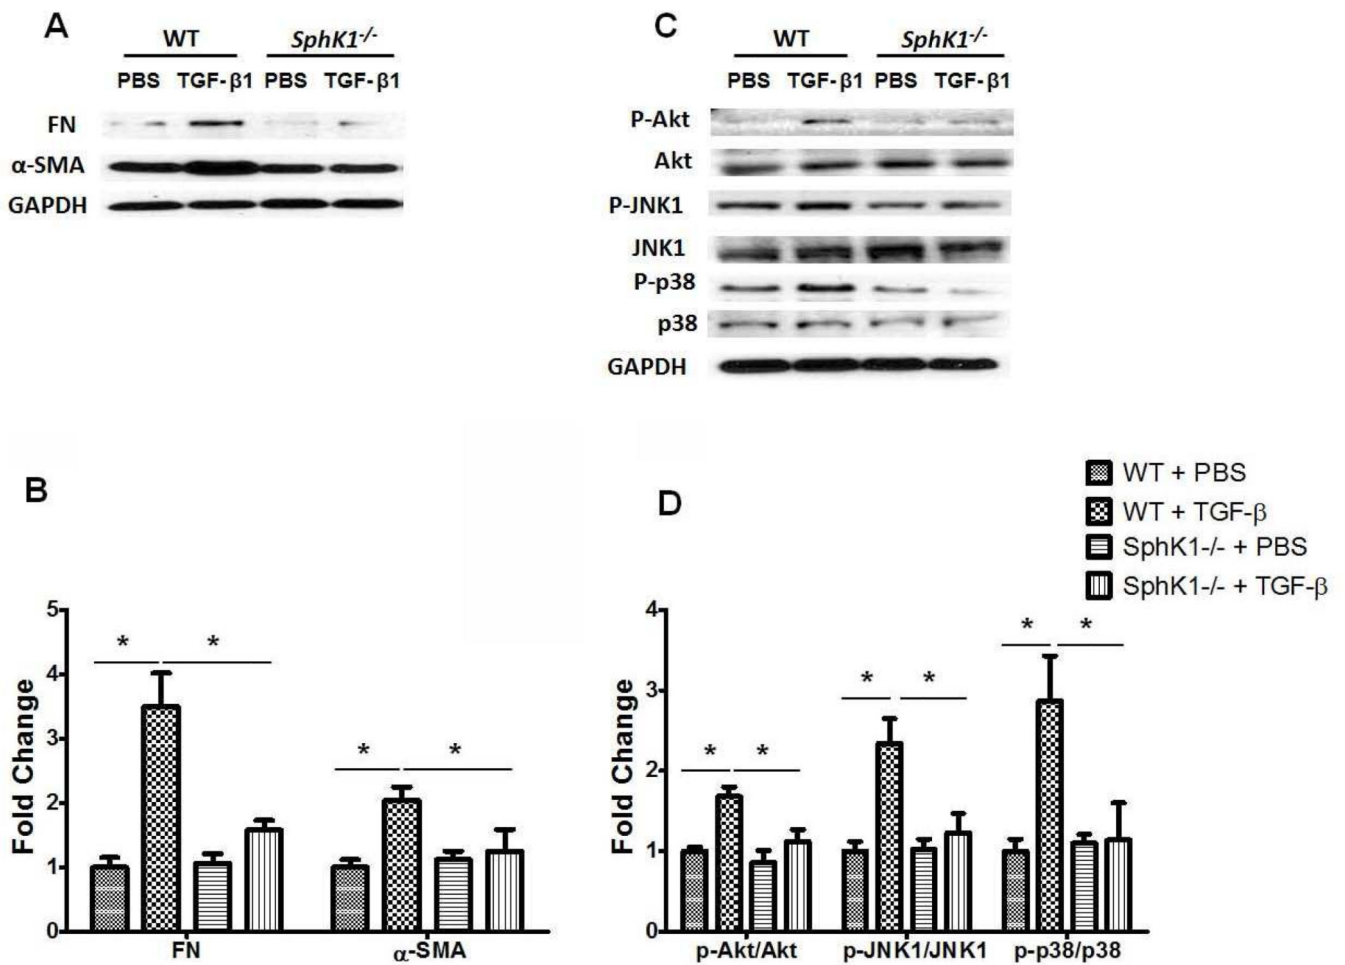 A
WT SphK1-/-
PBS TGF-β1 PBS TGF-β1
FN
α-SMA
GAPDH
C
WT SphK1-/-
PBS TGF-β1 PBS TGF-β1
P-Akt
Akt
P-JNK1
JNK1
P-p38
p38
GAPDH
B
Fold Change
5
4
3
2
1
0
* *
* *
FN α-SMA
D
WT + PBS
WT + TGF-β
SphK1-/- + PBS
SphK1-/- + TGF-β
Fold Change
4
3
2
1
0
* *
* *
* *
p-Akt/Akt p-JNK1/JNK1 p-p38/p38